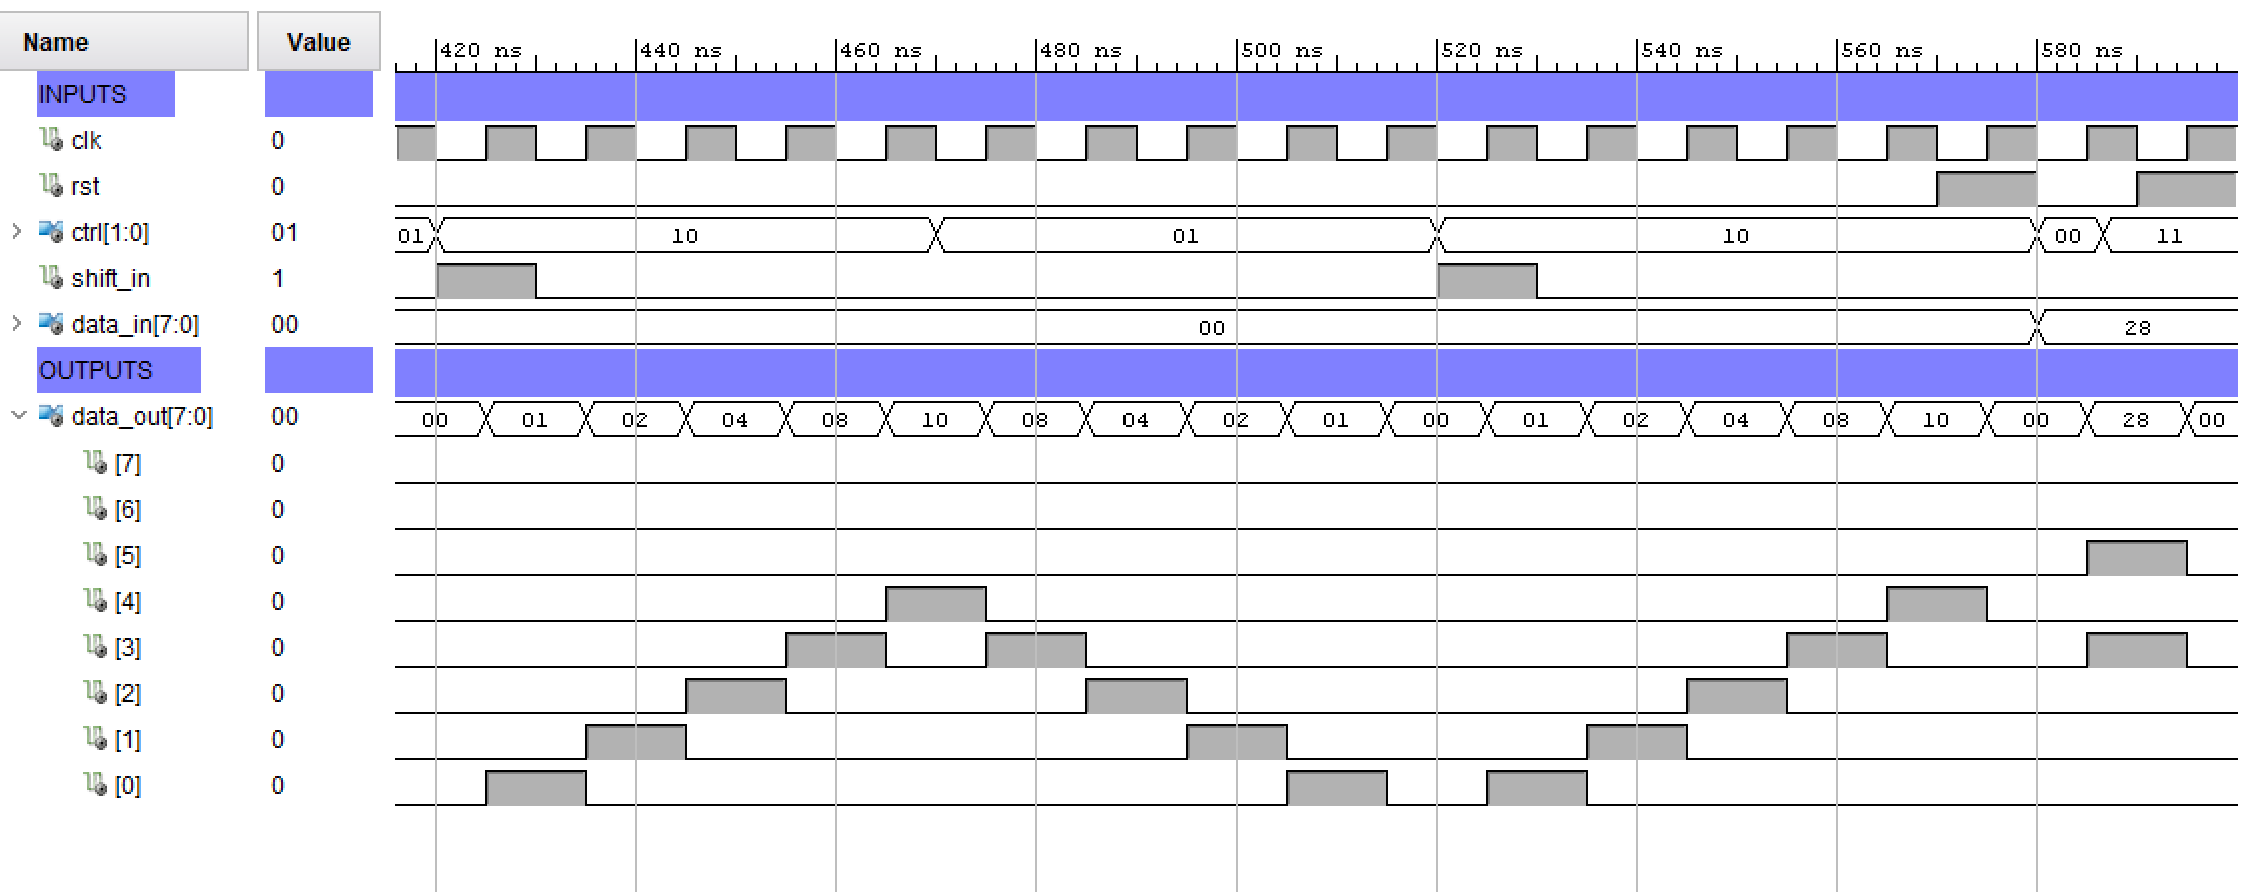 Name Value 420 ns 440 ns 460 ns 480 ns 500 ns 520 ns 540 ns 560 ns 580 ns
INPUTS
clk 0
rst 0
ctrl[1:0] 01 01 10 01 10 00 11
shift_in 1
data_in[7:0] 00 00 28
OUTPUTS
data_out[7:0] 00 00 01 02 04 08 10 08 04 02 01 00 01 02 04 08 10 00 28 00
[7] 0
[6] 0
[5] 0
[4] 0
[3] 0
[2] 0
[1] 0
[0] 0